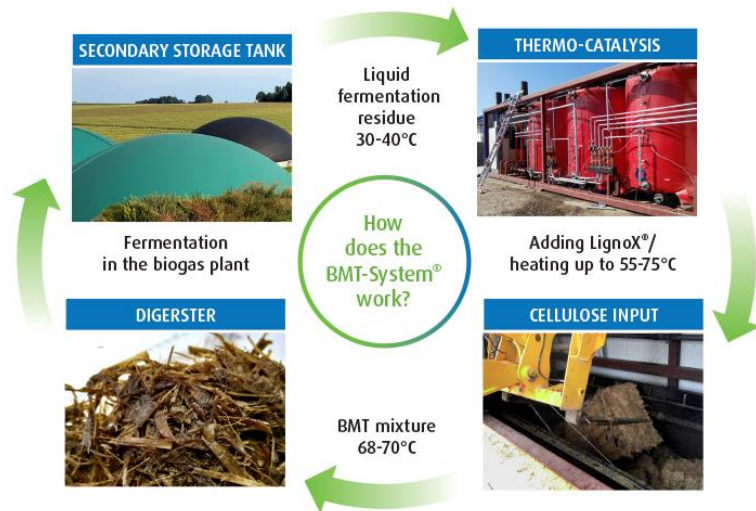 SECONDARY STORAGE TANK
THERMO-CATALYSIS
Liquid
fermentation
residue
30-40°C
Fermentation
in the biogas plant
How
does the
BMT-System®
work?
Adding LignoX®/
heating up to 55-75°C
DIGERSTER
CELLULOSE INPUT
BMT mixture
68-70°C